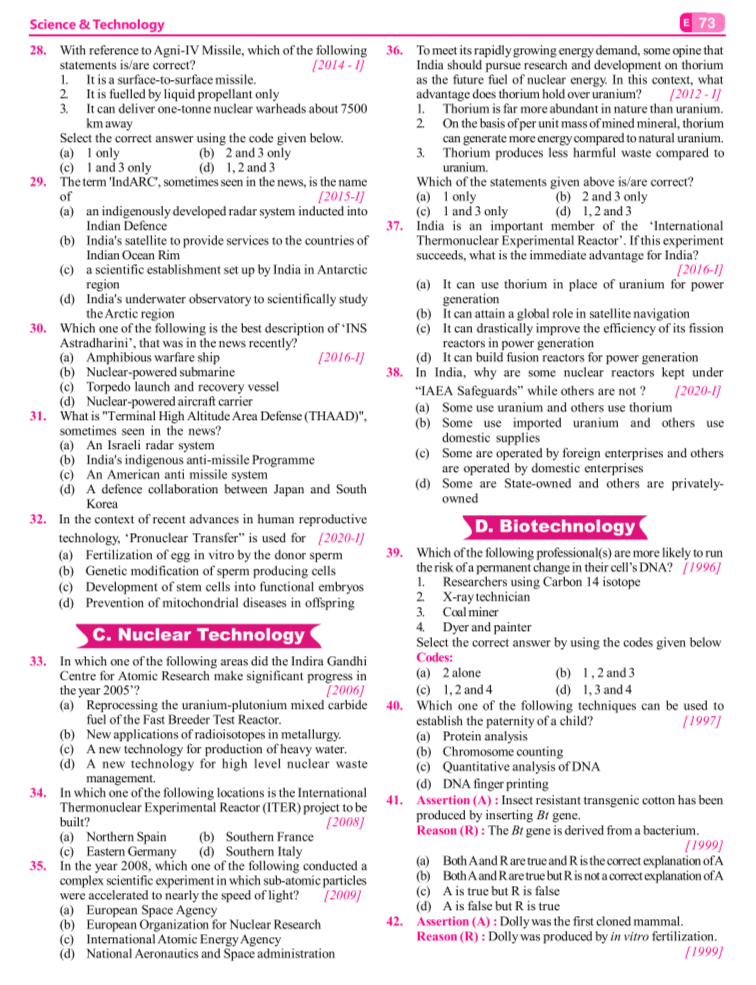 Science & Technology
E 73
28. With reference to Agni-IV Missile, which of the following
statements is/are correct? [2014 - I]
1. It is a surface-to-surface missile.
2. It is fuelled by liquid propellant only
3. It can deliver one-tonne nuclear warheads about 7500
km away
Select the correct answer using the code given below.
(a) 1 only (b) 2 and 3 only
(c) 1 and 3 only (d) 1, 2 and 3
29. The term 'IndARC', sometimes seen in the news, is the name
of [2015-I]
(a) an indigenously developed radar system inducted into
Indian Defence
(b) India's satellite to provide services to the countries of
Indian Ocean Rim
(c) a scientific establishment set up by India in Antarctic
region
(d) India's underwater observatory to scientifically study
the Arctic region
30. Which one of the following is the best description of ‘INS
Astradharini’, that was in the news recently?
(a) Amphibious warfare ship [2016-I]
(b) Nuclear-powered submarine
(c) Torpedo launch and recovery vessel
(d) Nuclear-powered aircraft carrier
31. What is "Terminal High Altitude Area Defense (THAAD)",
sometimes seen in the news?
(a) An Israeli radar system
(b) India's indigenous anti-missile Programme
(c) An American anti missile system
(d) A defence collaboration between Japan and South
Korea
32. In the context of recent advances in human reproductive
technology, ‘Pronuclear Transfer” is used for [2020-I]
(a) Fertilization of egg in vitro by the donor sperm
(b) Genetic modification of sperm producing cells
(c) Development of stem cells into functional embryos
(d) Prevention of mitochondrial diseases in offspring
C. Nuclear Technology
33. In which one of the following areas did the Indira Gandhi
Centre for Atomic Research make significant progress in
the year 2005’? [2006]
(a) Reprocessing the uranium-plutonium mixed carbide
fuel of the Fast Breeder Test Reactor.
(b) New applications of radioisotopes in metallurgy.
(c) A new technology for production of heavy water.
(d) A new technology for high level nuclear waste
management.
34. In which one of the following locations is the International
Thermonuclear Experimental Reactor (ITER) project to be
built? [2008]
(a) Northern Spain (b) Southern France
(c) Eastern Germany (d) Southern Italy
35. In the year 2008, which one of the following conducted a
complex scientific experiment in which sub-atomic particles
were accelerated to nearly the speed of light? [2009]
(a) European Space Agency
(b) European Organization for Nuclear Research
(c) International Atomic Energy Agency
(d) National Aeronautics and Space administration
36. To meet its rapidly growing energy demand, some opine that
India should pursue research and development on thorium
as the future fuel of nuclear energy. In this context, what
advantage does thorium hold over uranium? [2012 - I]
1. Thorium is far more abundant in nature than uranium.
2. On the basis of per unit mass of mined mineral, thorium
can generate more energy compared to natural uranium.
3. Thorium produces less harmful waste compared to
uranium.
Which of the statements given above is/are correct?
(a) 1 only (b) 2 and 3 only
(c) 1 and 3 only (d) 1, 2 and 3
37. India is an important member of the ‘International
Thermonuclear Experimental Reactor’. If this experiment
succeeds, what is the immediate advantage for India?
[2016-I]
(a) It can use thorium in place of uranium for power
generation
(b) It can attain a global role in satellite navigation
(c) It can drastically improve the efficiency of its fission
reactors in power generation
(d) It can build fusion reactors for power generation
38. In India, why are some nuclear reactors kept under
“IAEA Safeguards” while others are not ? [2020-I]
(a) Some use uranium and others use thorium
(b) Some use imported uranium and others use
domestic supplies
(c) Some are operated by foreign enterprises and others
are operated by domestic enterprises
(d) Some are State-owned and others are privately-
owned
D. Biotechnology
39. Which of the following professional(s) are more likely to run
the risk of a permanent change in their cell’s DNA? [1996]
1. Researchers using Carbon 14 isotope
2. X-ray technician
3. Coal miner
4. Dyer and painter
Select the correct answer by using the codes given below
Codes:
(a) 2 alone (b) 1 , 2 and 3
(c) 1, 2 and 4 (d) 1, 3 and 4
40. Which one of the following techniques can be used to
establish the paternity of a child? [1997]
(a) Protein analysis
(b) Chromosome counting
(c) Quantitative analysis of DNA
(d) DNA finger printing
41. Assertion (A) : Insect resistant transgenic cotton has been
produced by inserting Bt gene.
Reason (R) : The Bt gene is derived from a bacterium.
[1999]
(a) Both A and R are true and R is the correct explanation of A
(b) Both A and R are true but R is not a correct explanation of A
(c) A is true but R is false
(d) A is false but R is true
42. Assertion (A) : Dolly was the first cloned mammal.
Reason (R) : Dolly was produced by in vitro fertilization.
[1999]